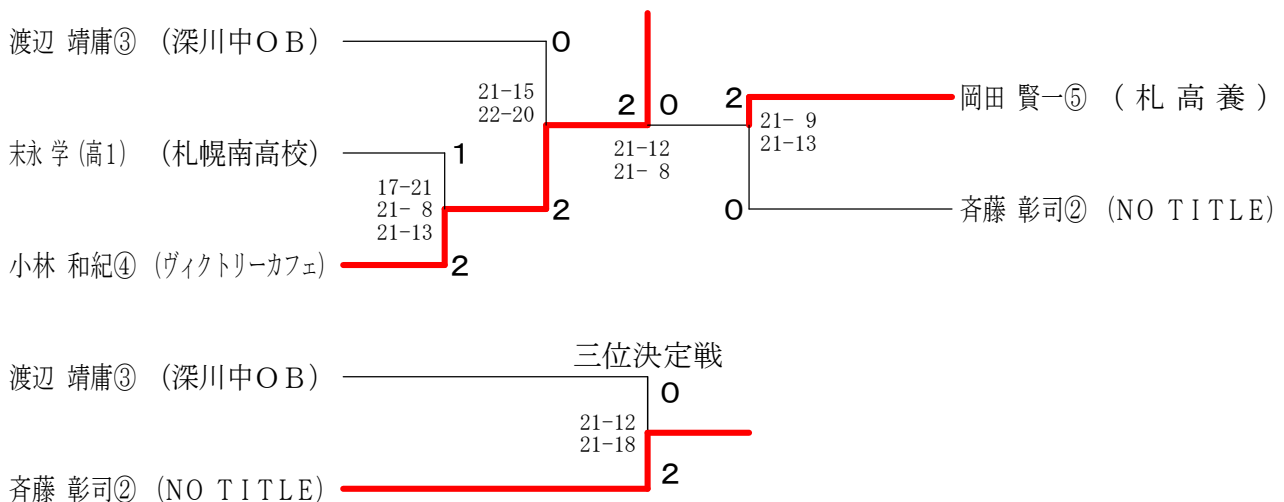 渡辺 靖庸③ (深川中OB)
0
21-15
22-20
2 0
2
岡田 賢一⑤ (札高養)
21- 9
21-13
末永 学(高1) (札幌南高校)
1
21-12
21- 8
17-21
21- 8
21-13
2
0
斉藤 彰司② (NO TITLE)
小林 和紀④ (ヴィクトリーカフェ)
2
三位決定戦
渡辺 靖庸③ (深川中OB)
0
21-12
21-18
2
斉藤 彰司② (NO TITLE)